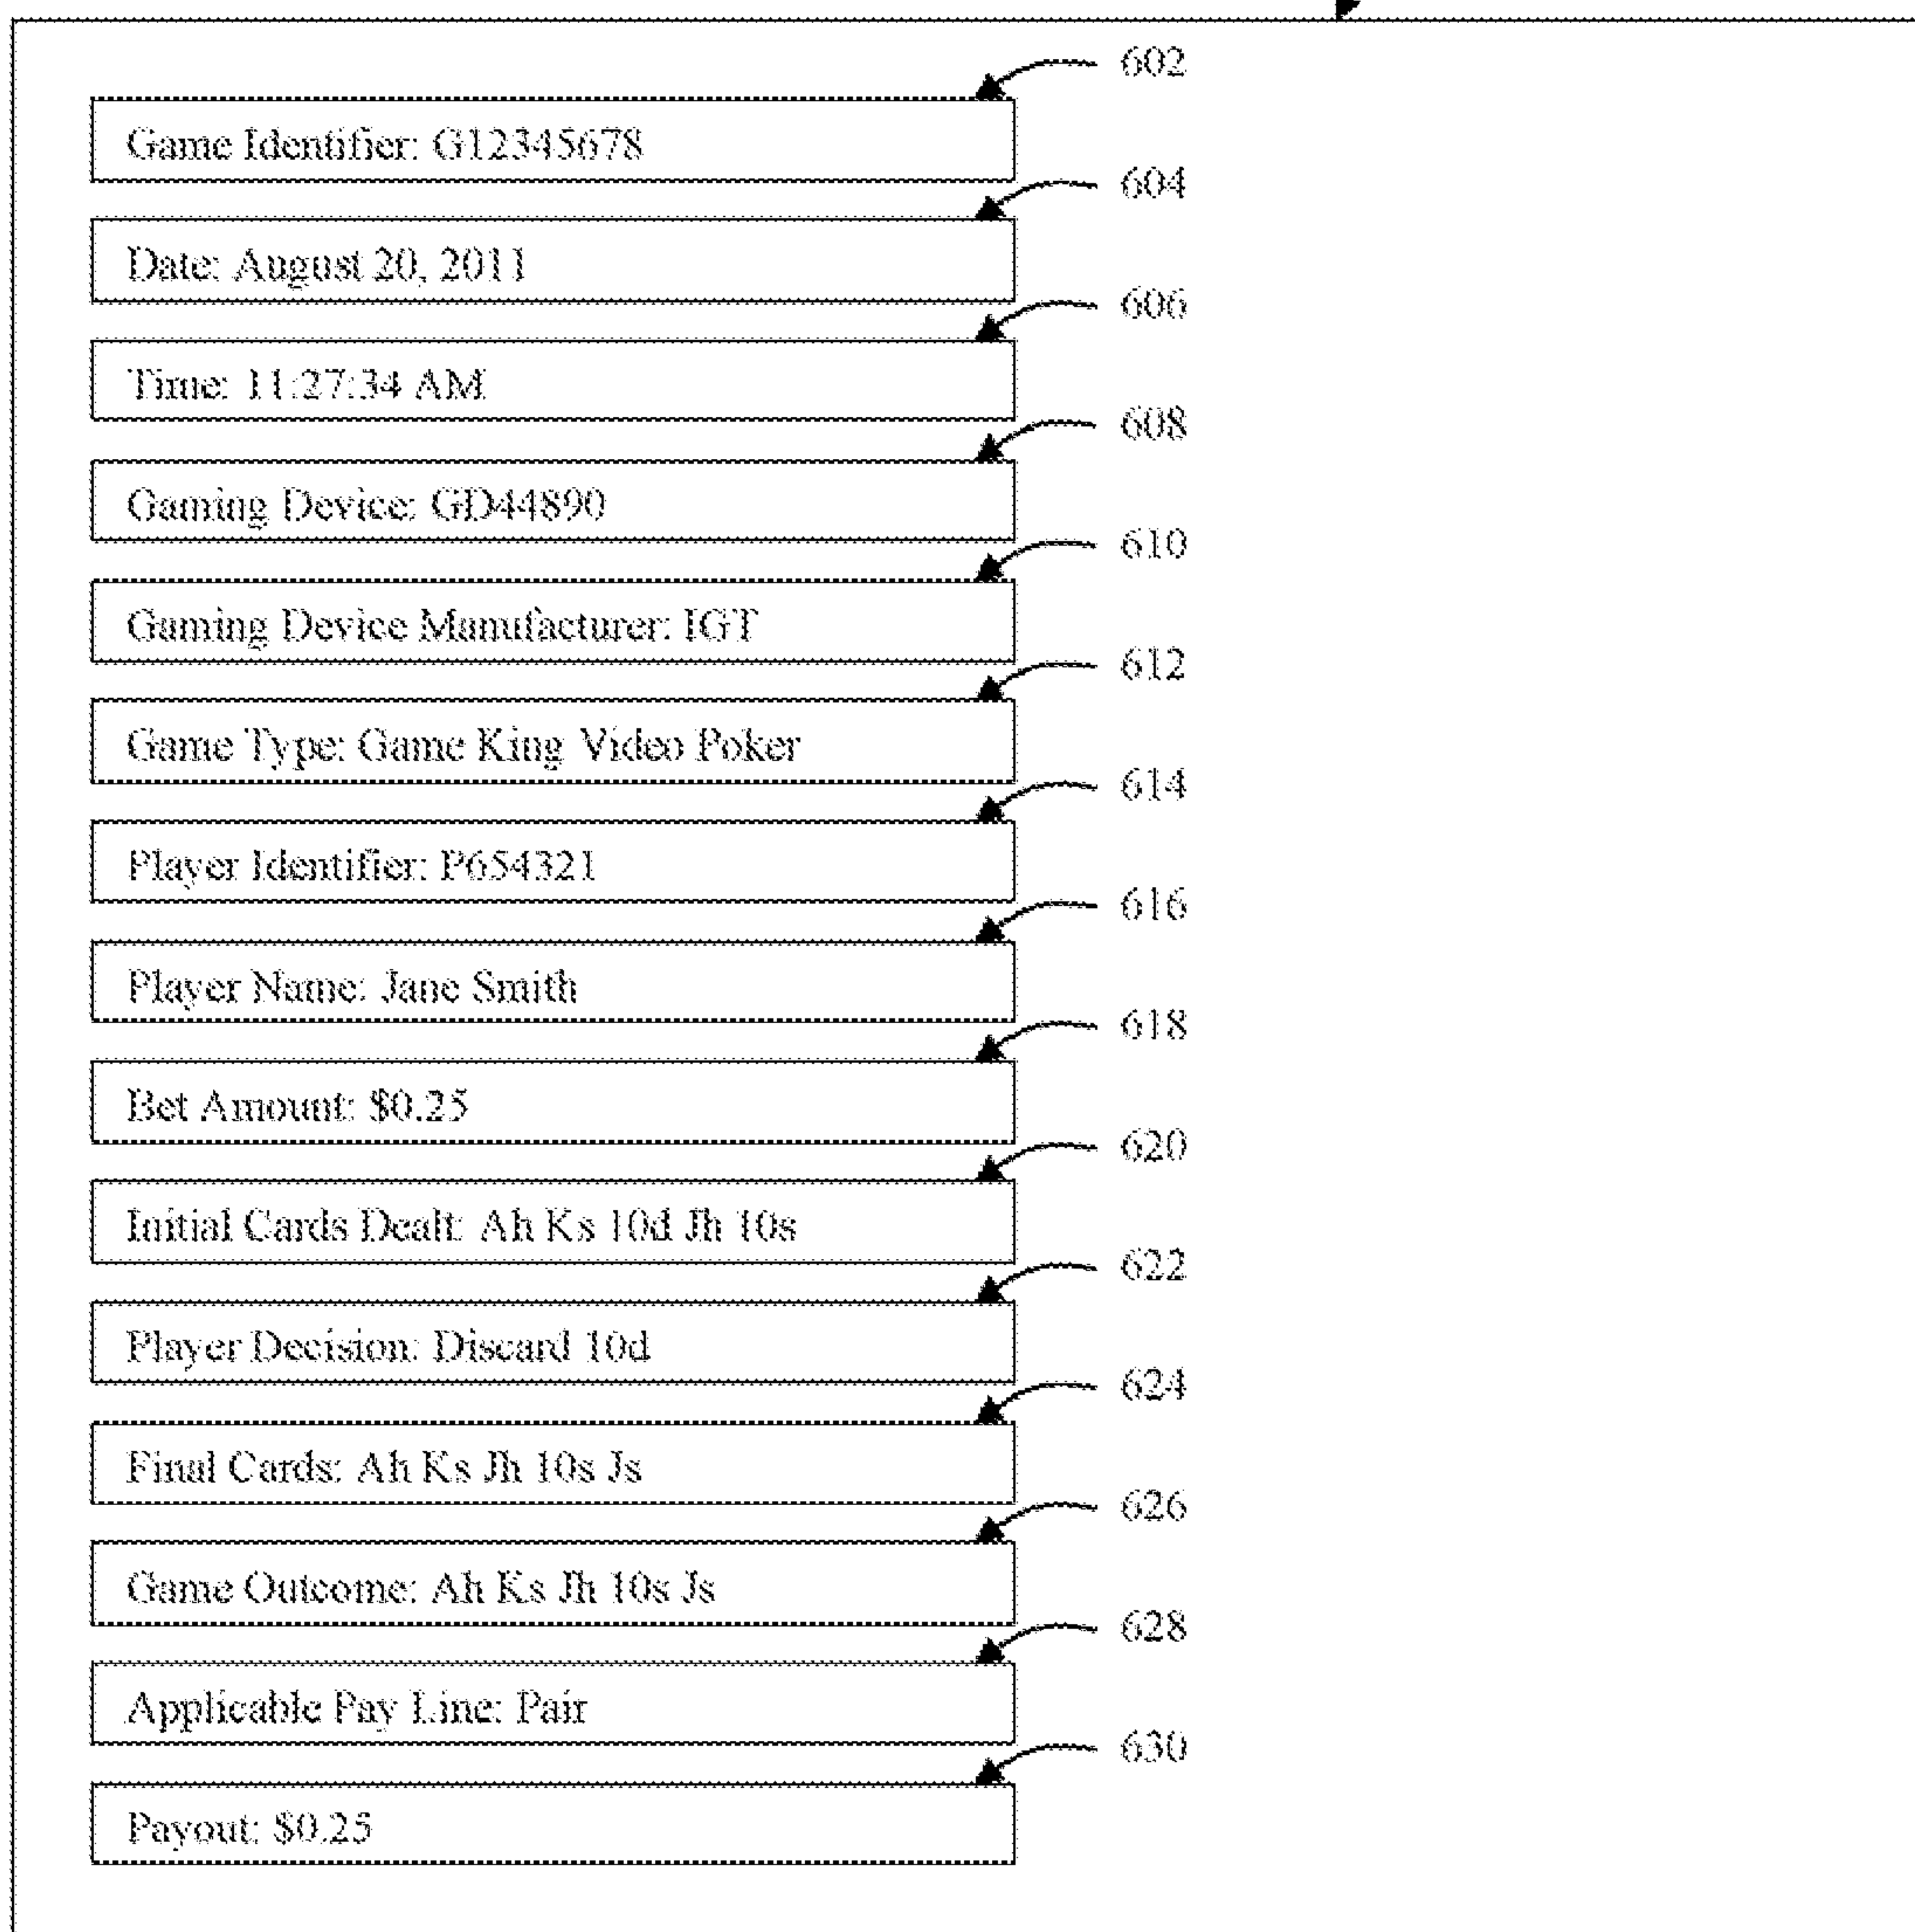 602
Game Identifier: G12345678
604
Date: August 20, 2011
606
Time: 11:27:34 AM
608
Gaming Device: GD44890
610
Gaming Device Manufacturer: IGT
612
Game Type: Game King Video Poker
614
Player Identifier: P654321
616
Player Name: Jane Smith
618
Bet Amount: $0.25
620
Initial Cards Dealt: Ah Ks 10d Jh 10s
622
Player Decision: Discard 10d
624
Final Cards: Ah Ks Jh 10s Js
626
Game Outcome: Ah Ks Jh 10s Js
628
Applicable Pay Line: Pair
630
Payout: $0.25